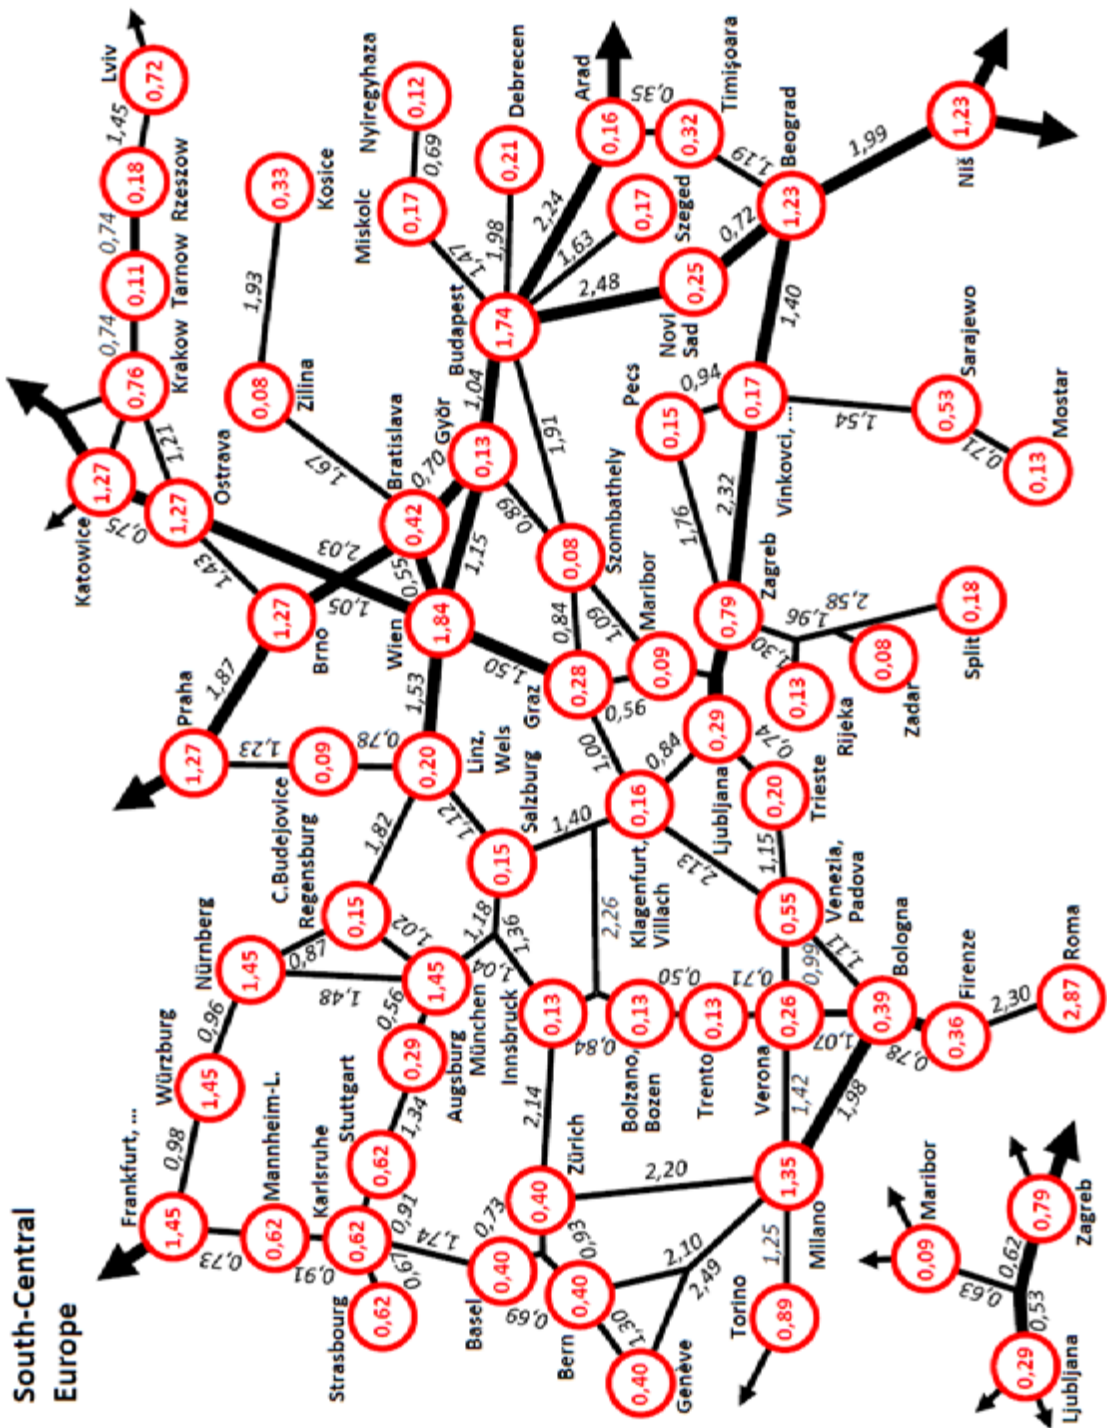 South-Central
Europe
Frankfurt, ...
1,45
0,98
Würzburg
1,45
0,96
Nürnberg
1,45
0,87
1,48
0,73
Mannheim-L.
0,62
0,91
Karlsruhe
0,62
Strasbourg
0,62
0,67
0,91
Stuttgart
0,62
1,34
Augsburg
0,29
0,56
München
1,45
1,02
Regensburg
0,15
1,82
C.Budejovice
0,09
1,23
0,78
Praha
1,27
1,87
Brno
1,27
1,43
2,03
Katowice
1,27
0,75
Ostrava
1,27
1,21
1,05
Krakow
0,76
0,74
Tarnow
0,11
0,74
Rzeszow
0,18
1,45
Lviv
0,72
Zilina
0,08
1,93
Kosice
0,33
1,67
Bratislava
0,42
0,55
0,70
Wien
1,84
1,53
1,15
1,50
Linz,
Wels
0,20
1,12
Salzburg
0,15
1,18
1,36
1,04
1,40
2,26
Innsbruck
0,13
2,14
0,84
Györ
0,13
1,04
0,89
Budapest
1,74
1,91
1,47
Miskolc
0,17
0,69
Nyiregyhaza
0,12
1,98
Debrecen
0,21
2,24
Arad
0,16
0,35
Timişoara
0,32
1,19
1,63
Szeged
0,17
2,48
Novi
Sad
0,25
0,72
Beograd
1,23
1,99
Niš
1,23
1,40
Vinkovci, ...
0,17
0,94
Pecs
0,15
1,76
2,32
1,54
Sarajewo
0,53
0,71
Mostar
0,13
Szombathely
0,08
0,84
1,09
Graz
0,28
1,00
0,56
Maribor
0,09
Zagreb
0,79
1,30
1,96
2,58
Rijeka
0,13
Zadar
0,08
Split
0,18
Klagenfurt,
Villach
0,16
0,84
2,13
Ljubljana
0,29
0,74
Trieste
0,20
1,15
Venezia,
Padova
0,55
0,99
1,11
Basel
0,40
1,74
0,73
0,69
Zürich
0,40
0,93
2,20
Bern
0,40
1,30
2,10
2,49
Genève
0,40
Bolzano,
Bozen
0,13
0,50
Trento
0,13
0,71
Verona
0,26
1,42
1,07
Torino
0,89
1,25
Milano
1,35
1,98
Bologna
0,39
0,78
Firenze
0,36
2,30
Roma
2,87
Maribor
0,09
0,63
Ljubljana
0,29
0,53
0,62
Zagreb
0,79